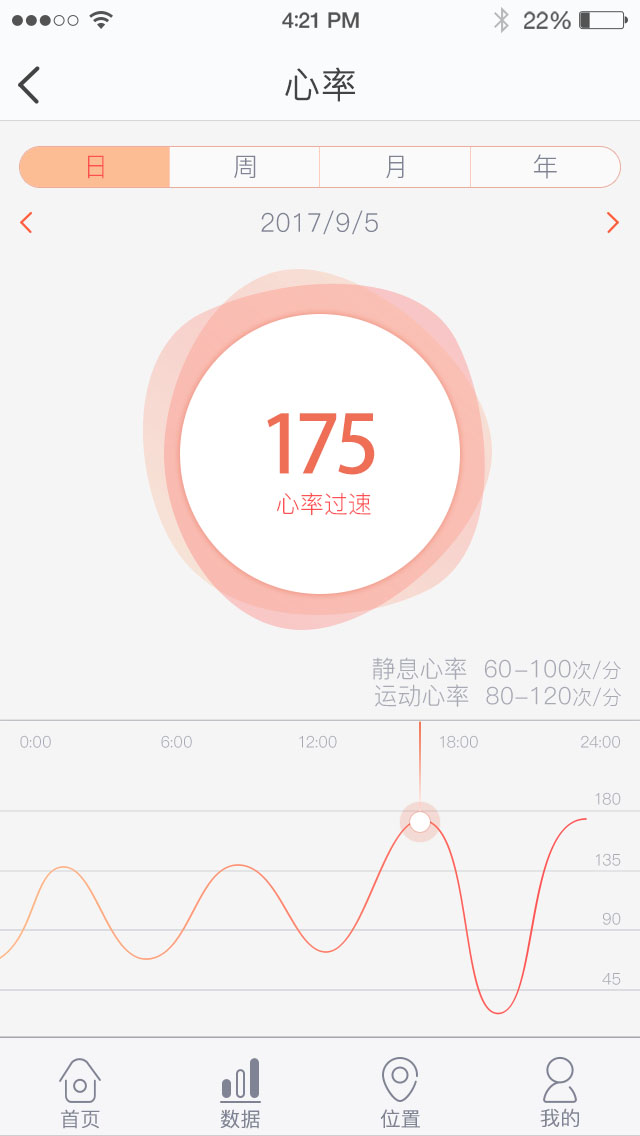 4:21 PM 22%
心率
日 周 月 年
2017/9/5
175
心率过速
静息心率 60-100次/分
运动心率 80-120次/分
0:00 6:00 12:00 18:00 24:00
180
135
90
45
首页 数据 位置 我的